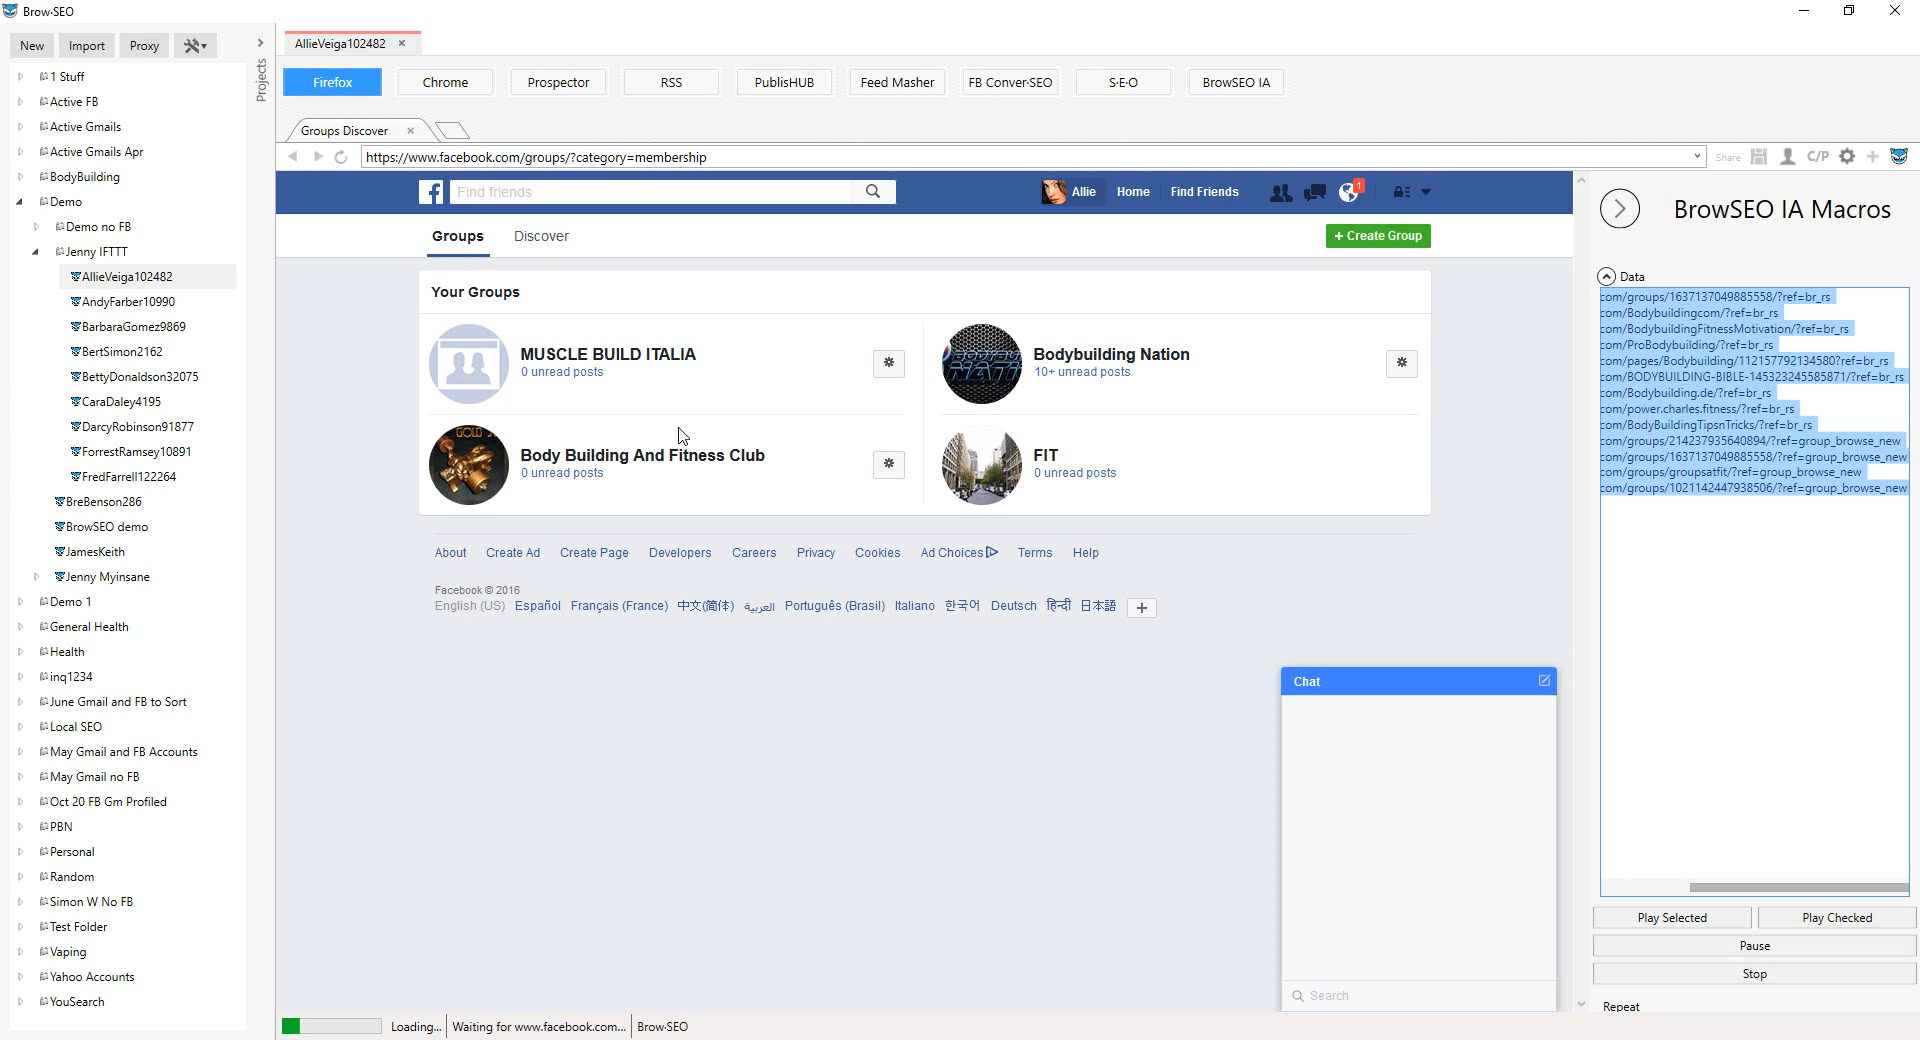 Brow·SEO
New Import Proxy
Projects
1 Stuff
Active FB
Active Gmails
Active Gmails Apr
BodyBuilding
Demo
Demo no FB
Jenny IFTTT
AllieVeiga102482
AndyFarber10990
BarbaraGomez9869
BertSimon2162
BettyDonaldson32075
CaraDaley4195
DarcyRobinson91877
ForrestRamsey10891
FredFarrell122264
BreBenson286
BrowSEO demo
JamesKeith
Jenny Myinsane
Demo 1
General Health
Health
inq1234
June Gmail and FB to Sort
Local SEO
May Gmail and FB Accounts
May Gmail no FB
Oct 20 FB Gm Profiled
PBN
Personal
Random
Simon W No FB
Test Folder
Vaping
Yahoo Accounts
YouSearch
AllieVeiga102482
Firefox Chrome Prospector RSS PublisHUB Feed Masher FB Conver·SEO S·E·O BrowSEO IA
Groups Discover
https://www.facebook.com/groups/?category=membership
Share C/P
Find friends
Allie Home Find Friends 1
Groups Discover
+ Create Group
Your Groups
MUSCLE BUILD ITALIA
0 unread posts
Bodybuilding Nation
10+ unread posts
Body Building And Fitness Club
0 unread posts
FIT
0 unread posts
About Create Ad Create Page Developers Careers Privacy Cookies Ad Choices Terms Help
Facebook © 2016
English (US) Español Français (France) 中文(简体) العربية Português (Brasil) Italiano 한국어 Deutsch हिन्दी 日本語 +
Chat
Search
BrowSEO IA Macros
Data
com/groups/1637137049885558/?ref=br_rs
com/Bodybuildingcom/?ref=br_rs
com/BodybuildingFitnessMotivation/?ref=br_rs
com/ProBodybuilding/?ref=br_rs
com/pages/Bodybuilding/112157792134580?ref=br_rs
com/BODYBUILDING-BIBLE-145323245585871/?ref=br_rs
com/Bodybuilding.de/?ref=br_rs
com/power.charles.fitness/?ref=br_rs
com/BodyBuildingTipsnTricks/?ref=br_rs
com/groups/214237935640894/?ref=group_browse_new
com/groups/1637137049885558/?ref=group_browse_new
com/groups/groupsatfit/?ref=group_browse_new
com/groups/1021142447938506/?ref=group_browse_new
Play Selected Play Checked
Pause
Stop
Repeat
Loading... Waiting for www.facebook.com... Brow·SEO